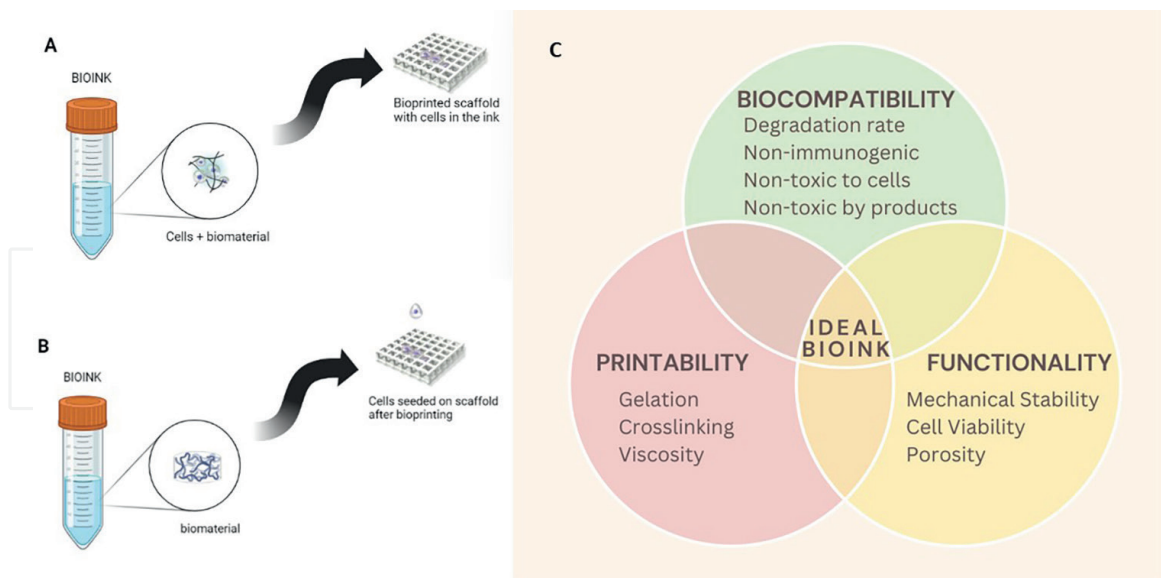 A
BIOINK
Cells + biomaterial
Bioprinted scaffold
with cells in the ink
B
BIOINK
biomaterial
Cells seeded on scaffold
after bioprinting
C
BIOCOMPATIBILITY
Degradation rate
Non-immunogenic
Non-toxic to cells
Non-toxic by products
IDEAL
BIOINK
PRINTABILITY
Gelation
Crosslinking
Viscosity
FUNCTIONALITY
Mechanical Stability
Cell Viability
Porosity